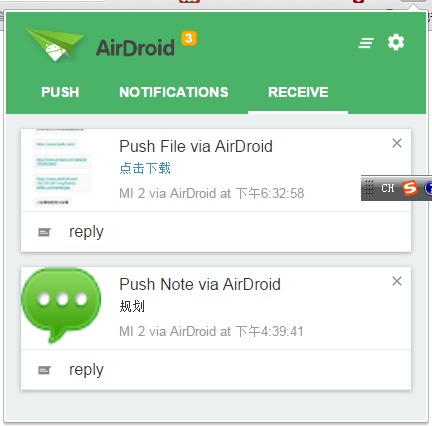 AirDroid 3
PUSH NOTIFICATIONS RECEIVE
Push File via AirDroid
点击下载
MI 2 via AirDroid at 下午6:32:58
reply
CH
Push Note via AirDroid
规划
MI 2 via AirDroid at 下午4:39:41
reply